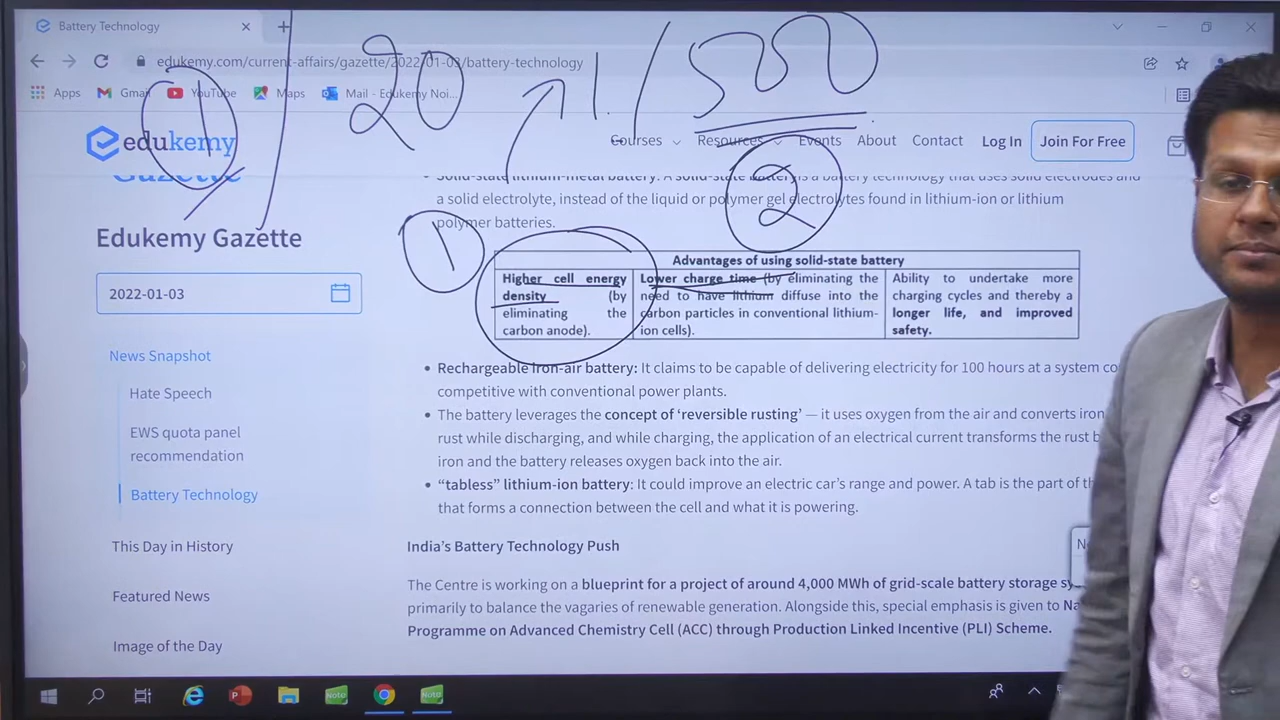 Battery Technology
edukemy.com/current-affairs/gazette/2022/01-03/battery-technology
Apps Gmail YouTube Maps Mail - Edukemy Noi...
1 20 1. 500
edukemy
Courses Resources Events About Contact Log In Join For Free
Gazette
Solid-state lithium-metal battery: A solid-state battery is a battery technology that uses solid electrodes and
a solid electrolyte, instead of the liquid or polymer gel electrolytes found in lithium-ion or lithium
polymer batteries.
2
1
Edukemy Gazette
2022-01-03
News Snapshot
Hate Speech
EWS quota panel
recommendation
Battery Technology
This Day in History
Featured News
Image of the Day
Advantages of using solid-state battery
Higher cell energy
density (by
eliminating the
carbon anode).
Lower charge time (by eliminating the
need to have lithium diffuse into the
carbon particles in conventional lithium-
ion cells).
Ability to undertake more
charging cycles and thereby a
longer life, and improved
safety.
• Rechargeable iron-air battery: It claims to be capable of delivering electricity for 100 hours at a system co
competitive with conventional power plants.
• The battery leverages the concept of ‘reversible rusting’ — it uses oxygen from the air and converts iron
rust while discharging, and while charging, the application of an electrical current transforms the rust b
iron and the battery releases oxygen back into the air.
• “tabless” lithium-ion battery: It could improve an electric car’s range and power. A tab is the part of th
that forms a connection between the cell and what it is powering.
India’s Battery Technology Push
The Centre is working on a blueprint for a project of around 4,000 MWh of grid-scale battery storage sy
primarily to balance the vagaries of renewable generation. Alongside this, special emphasis is given to Na
Programme on Advanced Chemistry Cell (ACC) through Production Linked Incentive (PLI) Scheme.
Note Note